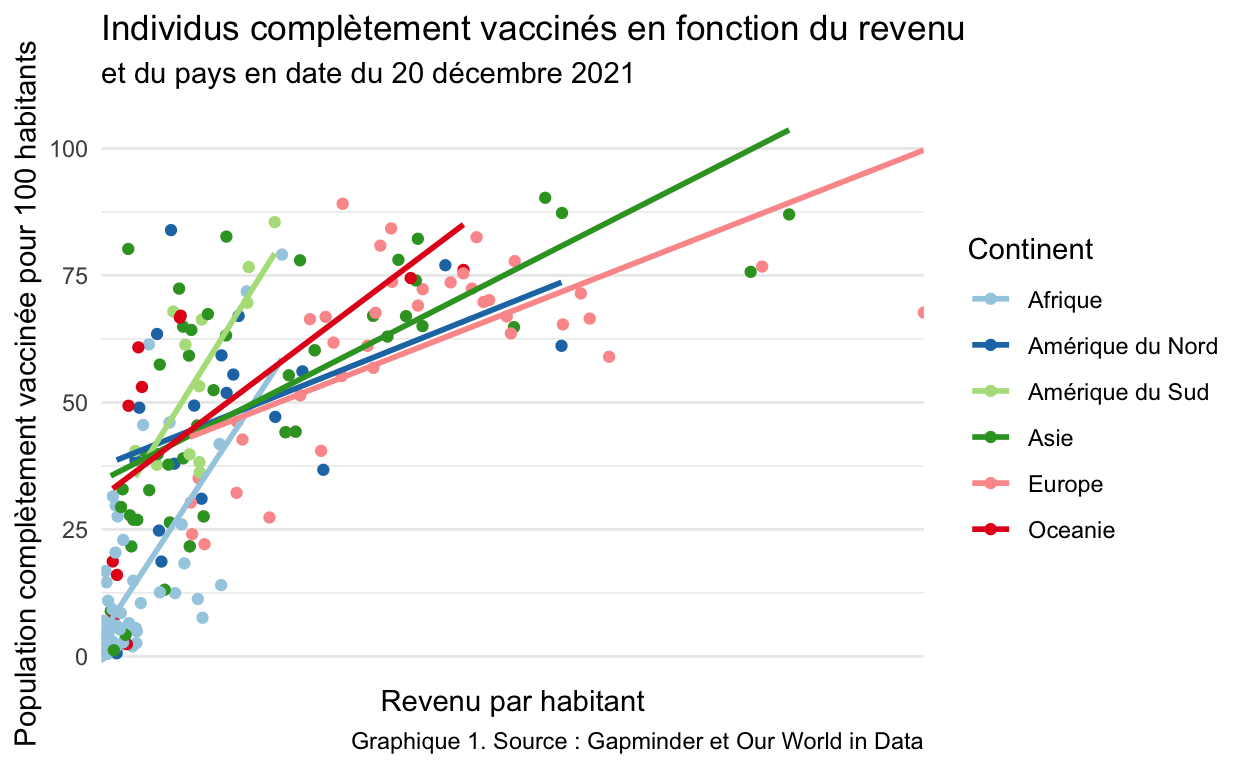 Individus complètement vaccinés en fonction du revenu
et du pays en date du 20 décembre 2021
Population complètement vaccinée pour 100 habitants
100
75
50
25
0
Revenu par habitant
Graphique 1. Source : Gapminder et Our World in Data
Continent
Afrique
Amérique du Nord
Amérique du Sud
Asie
Europe
Oceanie